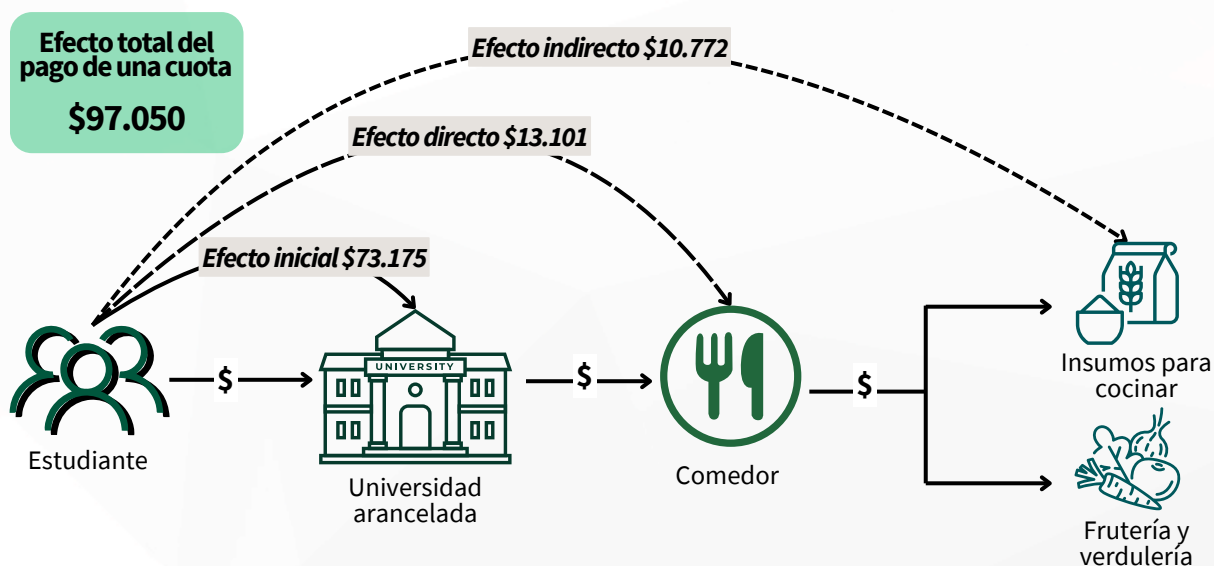 Efecto total del
pago de una cuota
$97.050
Efecto indirecto $10.772
Efecto directo $13.101
Efecto inicial $73.175
$
$
$
UNIVERSITY
Estudiante
Universidad
arancelada
Comedor
Insumos para
cocinar
Frutería y
verdulería